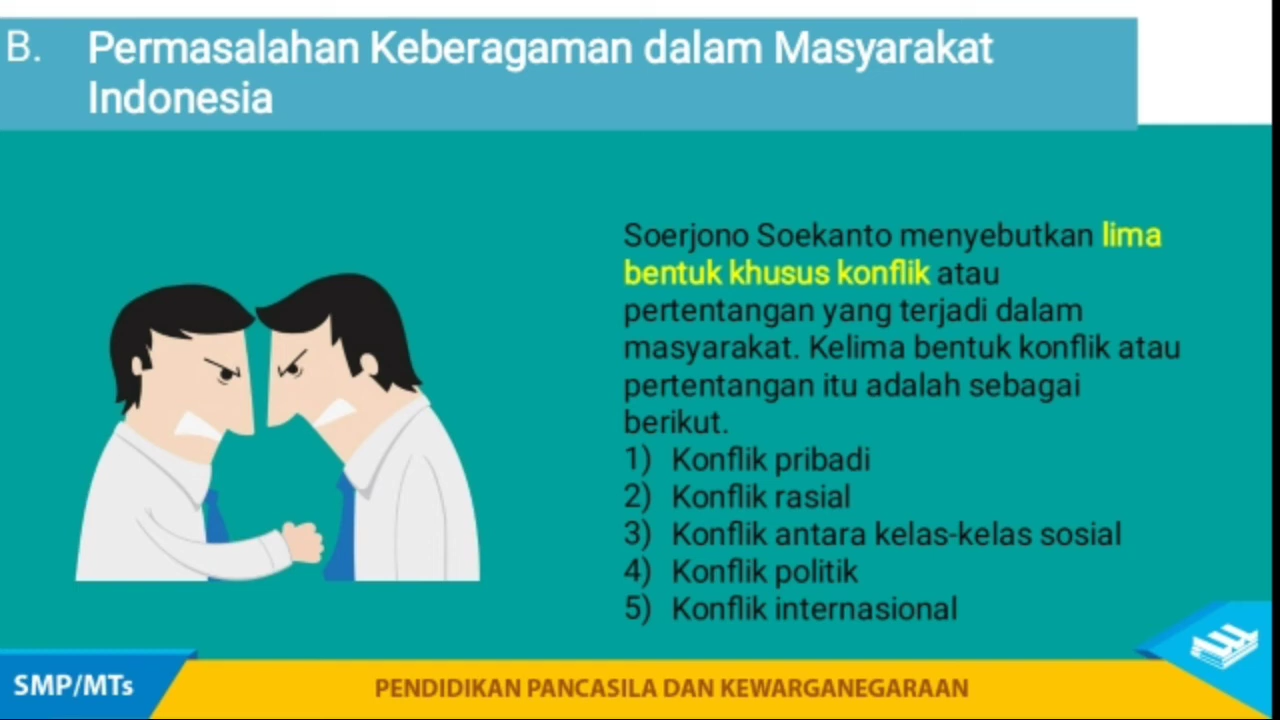 B. Permasalahan Keberagaman dalam Masyarakat
Indonesia
Soerjono Soekanto menyebutkan lima
bentuk khusus konflik atau
pertentangan yang terjadi dalam
masyarakat. Kelima bentuk konflik atau
pertentangan itu adalah sebagai
berikut.
1) Konflik pribadi
2) Konflik rasial
3) Konflik antara kelas-kelas sosial
4) Konflik politik
5) Konflik internasional
SMP/MTs
PENDIDIKAN PANCASILA DAN KEWARGANEGARAAN